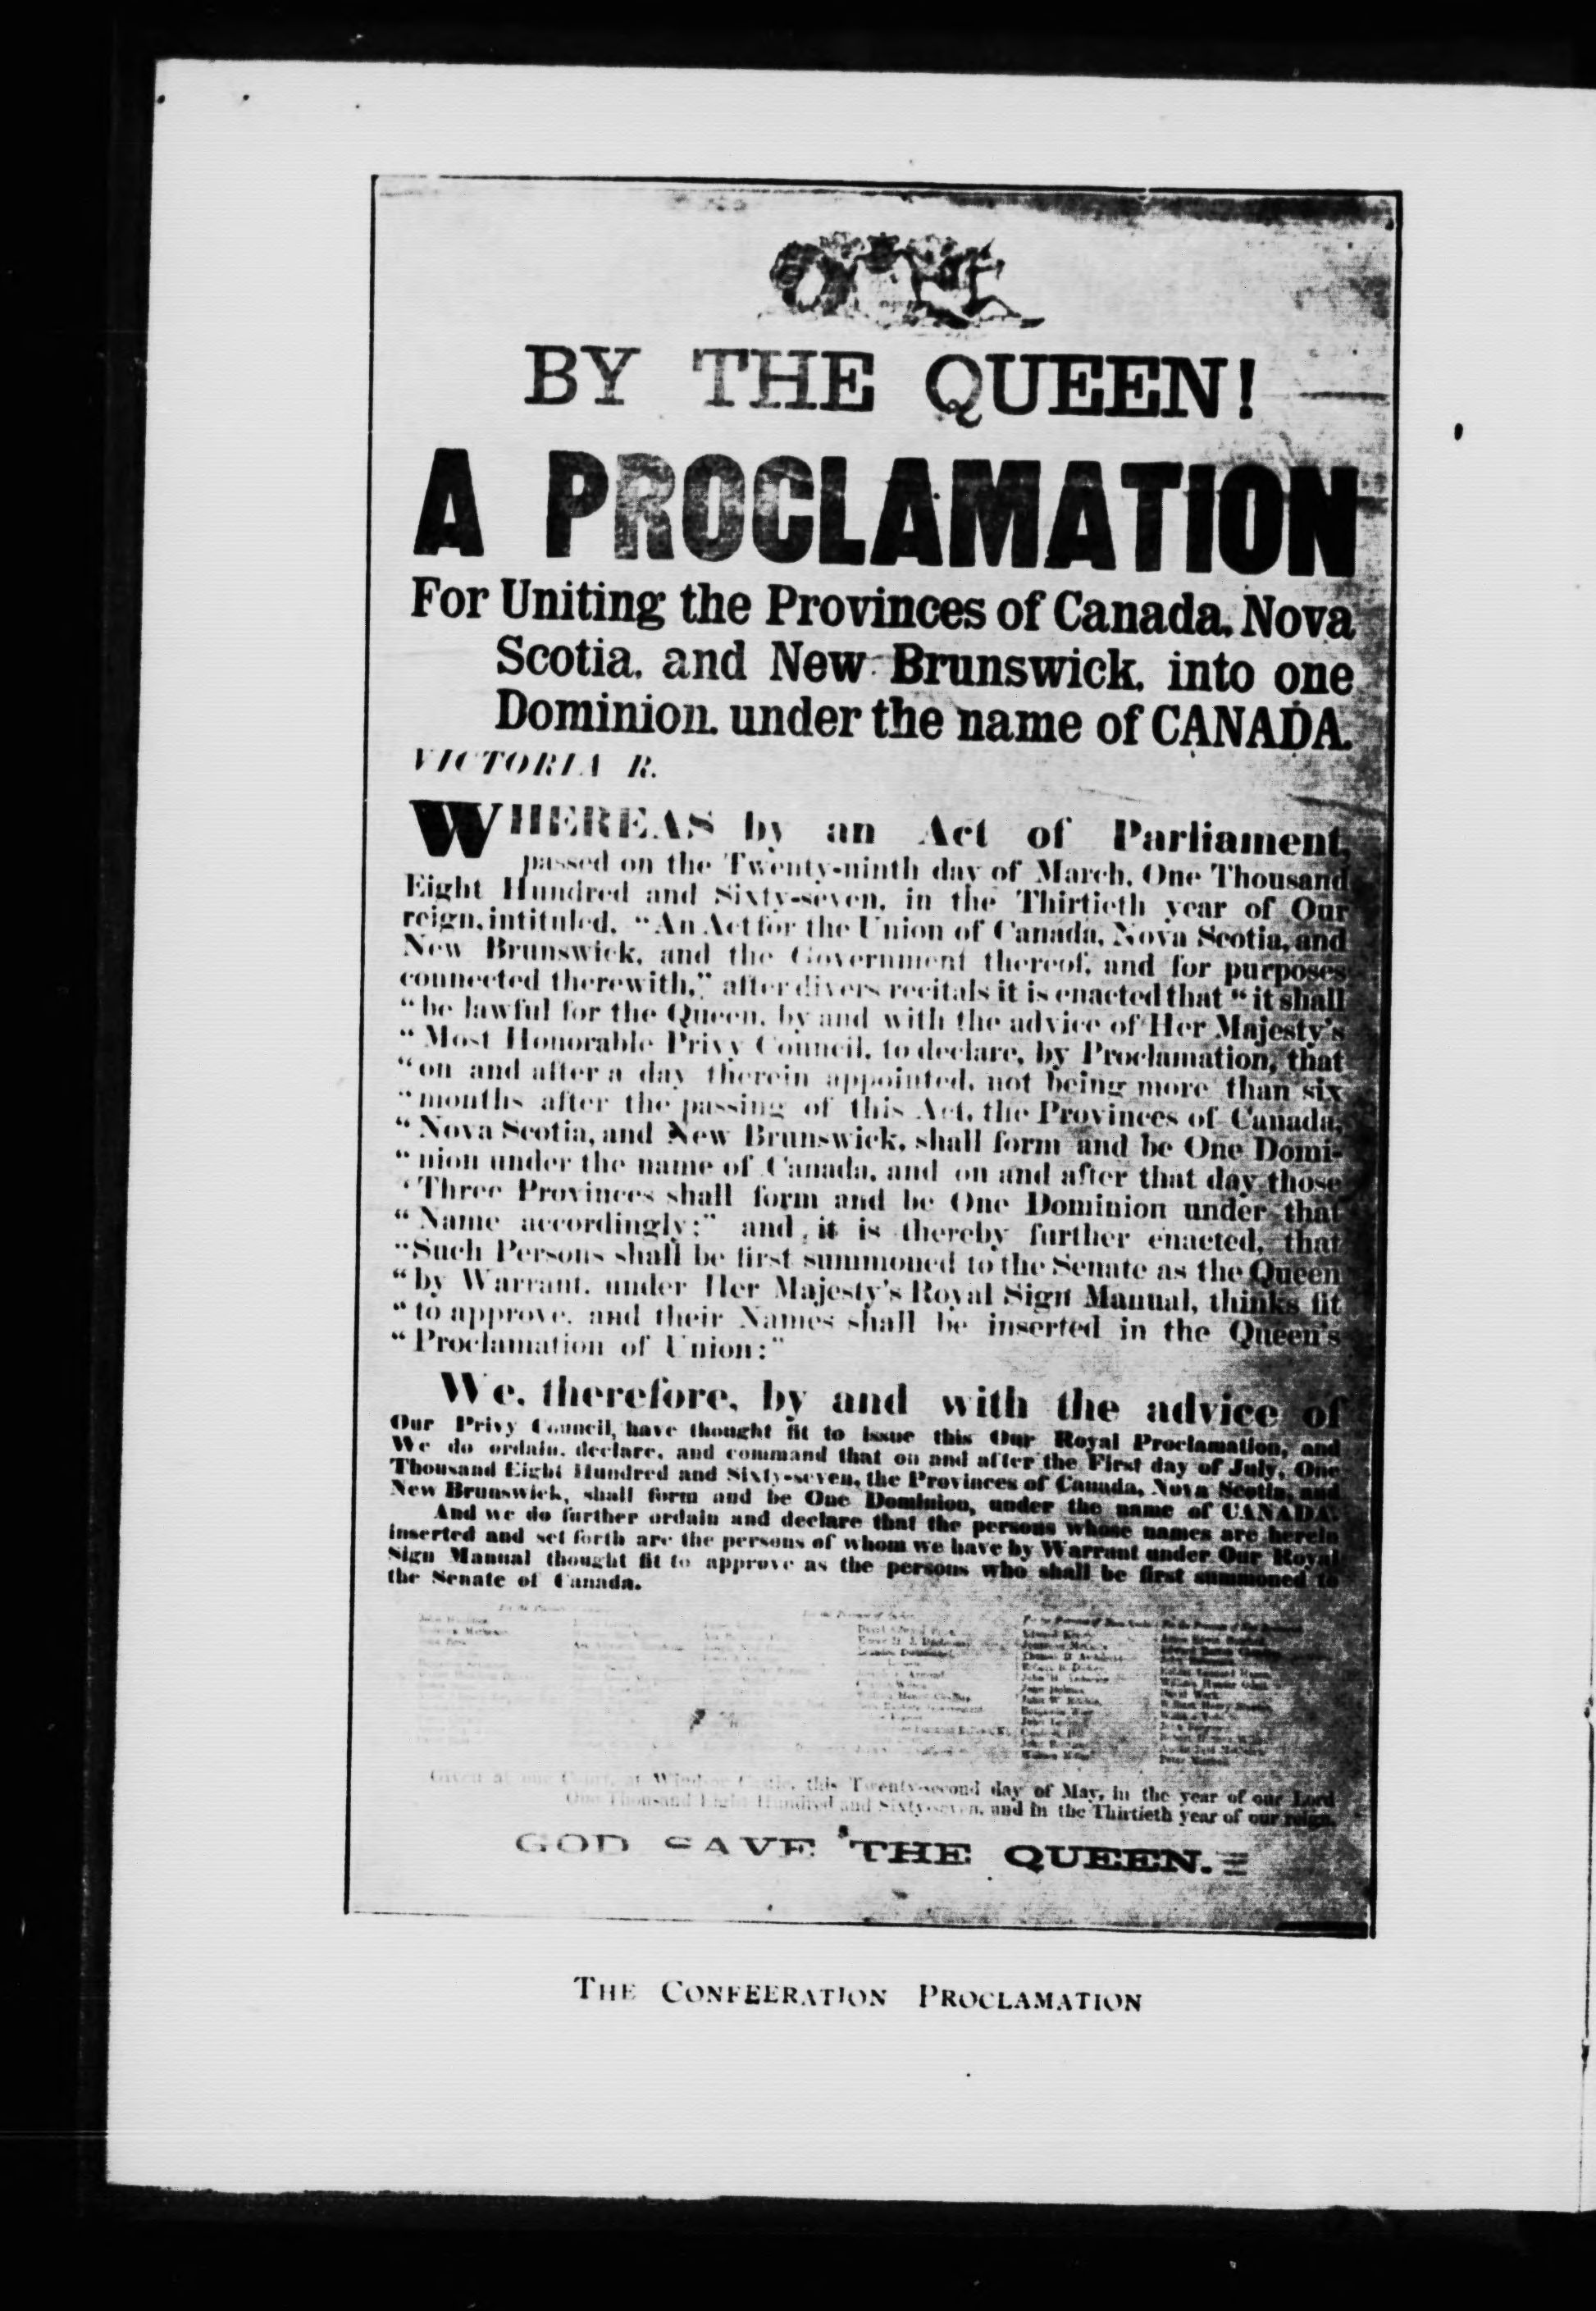 BY THE QUEEN!
A PROCLAMATION
For Uniting the Provinces of Canada, Nova
Scotia, and New Brunswick, into one
Dominion, under the name of CANADA.
VICTORIA R.
WHEREAS by an Act of Parliament,
passed on the Twenty-ninth day of March, One Thousand
Eight Hundred and Sixty-seven, in the Thirtieth year of Our
reign, intituled, "An Act for the Union of Canada, Nova Scotia, and
New Brunswick, and the Government thereof, and for purposes
connected therewith," after divers recitals it is enacted that "it shall
"be lawful for the Queen, by and with the advice of Her Majesty's
"Most Honorable Privy Council, to declare, by Proclamation, that
"on and after a day therein appointed, not being more than six
"months after the passing of this Act, the Provinces of Canada,
"Nova Scotia, and New Brunswick, shall form and be One Domi-
"nion under the name of Canada, and on and after that day those
"Three Provinces shall form and be One Dominion under that
"Name accordingly;" and it is thereby further enacted, that
"Such Persons shall be first summoned to the Senate as the Queen
"by Warrant, under Her Majesty's Royal Sign Manual, thinks fit
"to approve, and their Names shall be inserted in the Queen's
"Proclamation of Union:"
We, therefore, by and with the advice of
Our Privy Council, have thought fit to issue this Our Royal Proclamation, and
We do ordain, declare, and command that on and after the First day of July, One
Thousand Eight Hundred and Sixty-seven, the Provinces of Canada, Nova Scotia, and
New Brunswick, shall form and be One Dominion, under the name of CANADA.
And we do further ordain and declare that the persons whose names are herein
inserted and set forth are the persons of whom we have by Warrant under Our Royal
Sign Manual thought fit to approve as the persons who shall be first summoned to
the Senate of Canada.
Given at our Court, at Windsor Castle, this Twenty-second day of May, in the year of our Lord
One Thousand Eight Hundred and Sixty-seven, and in the Thirtieth year of our reign.
GOD SAVE THE QUEEN.
THE CONFEERATION PROCLAMATION